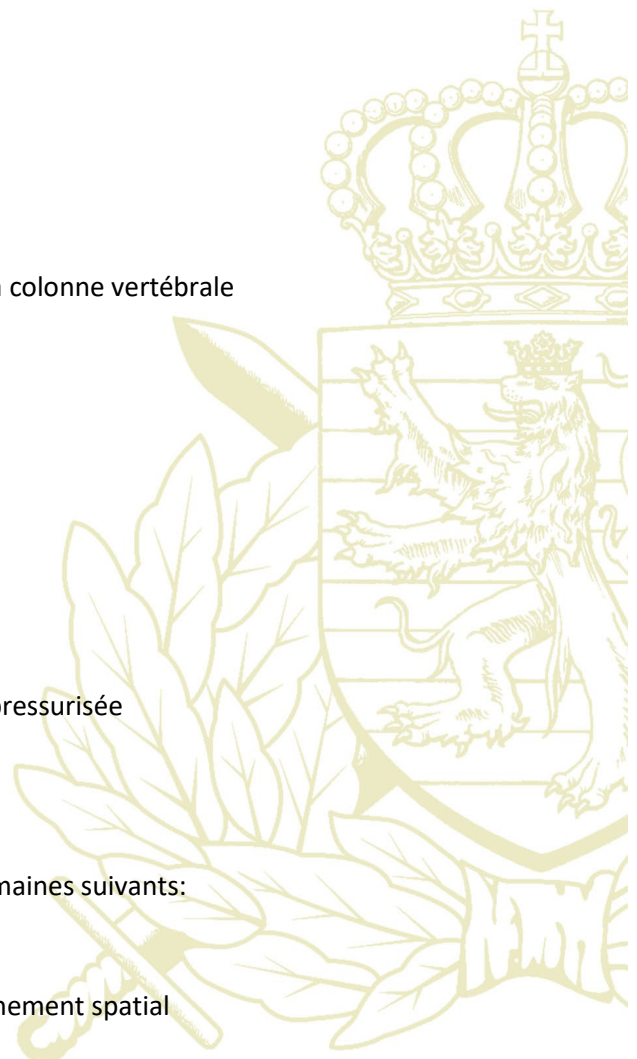 colonne vertébrale
pressurisée
maines suivants:
nement spatial